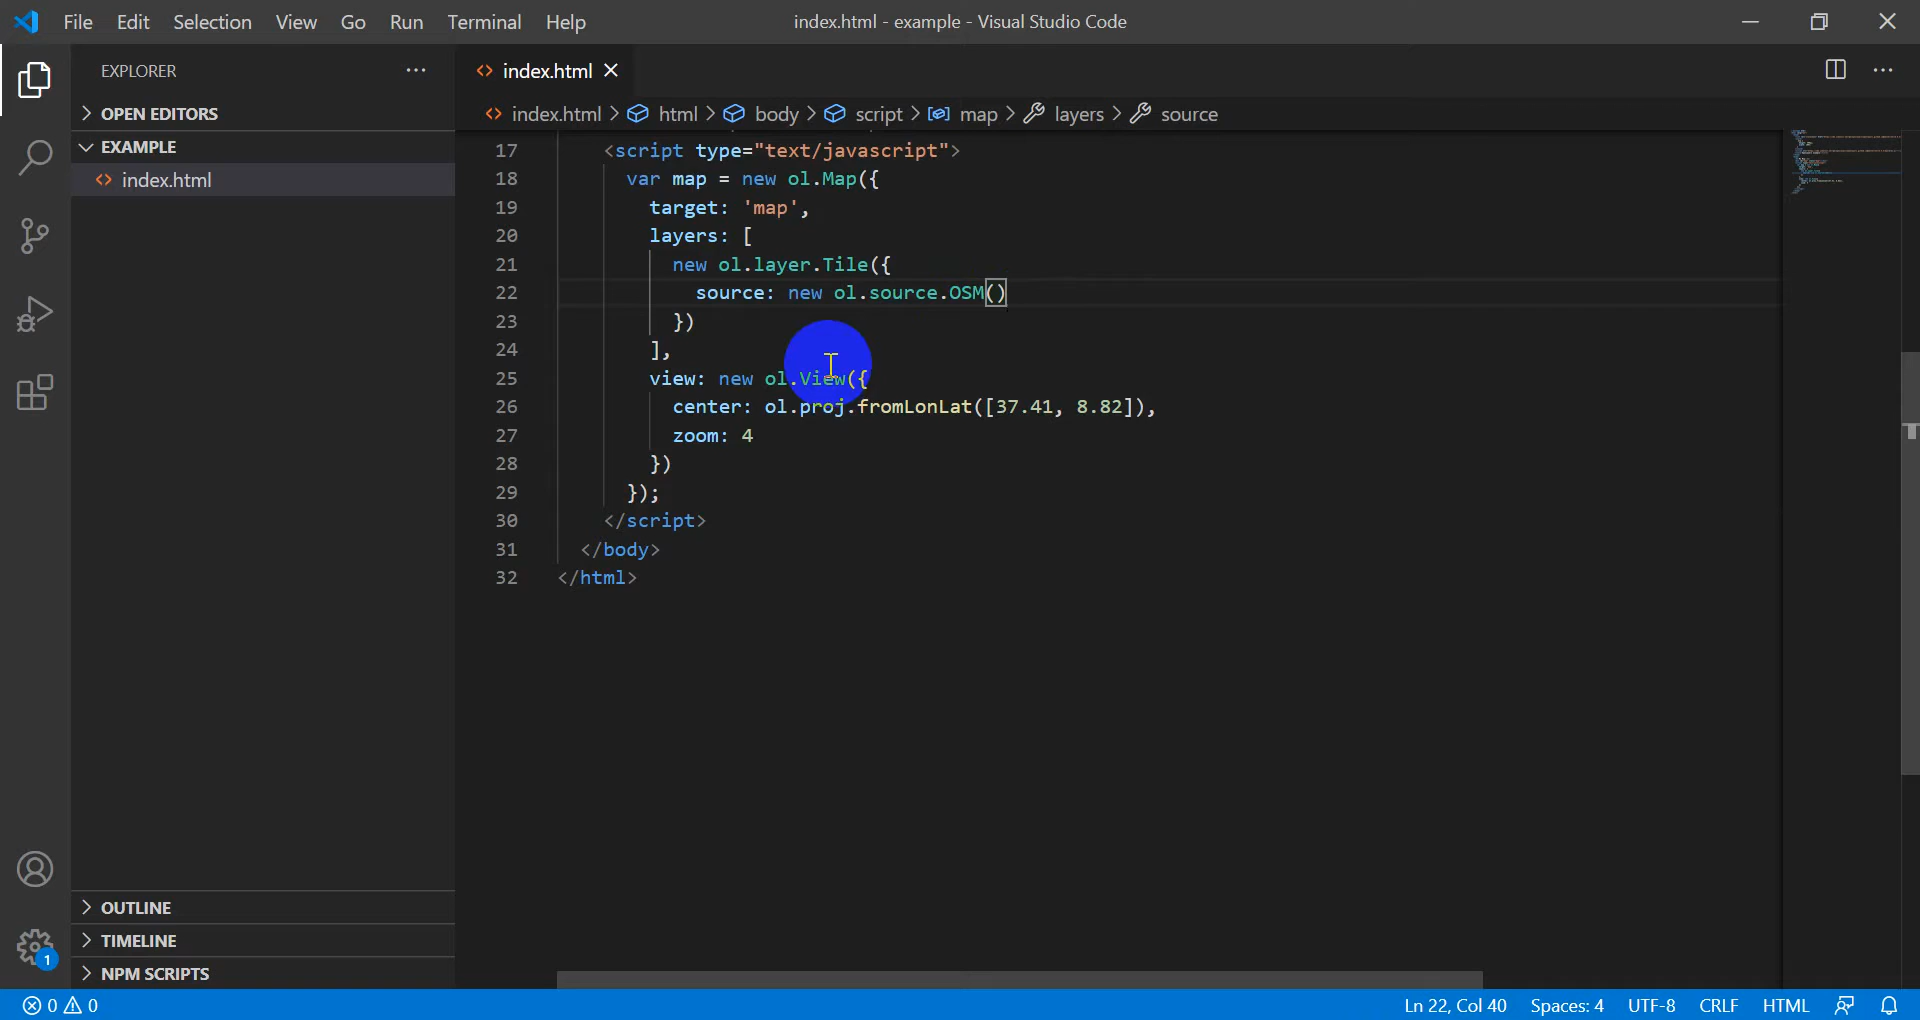 File Edit Selection View Go Run Terminal Help index.html - example - Visual Studio Code
EXPLORER
OPEN EDITORS
EXAMPLE
index.html
OUTLINE
TIMELINE
NPM SCRIPTS
1
index.html
index.html > html > body > script > map > layers > source
17 <script type="text/javascript">
18 var map = new ol.Map({
19 target: 'map',
20 layers: [
21 new ol.layer.Tile({
22 source: new ol.source.OSM()
23 })
24 ],
25 view: new ol.View({
26 center: ol.proj.fromLonLat([37.41, 8.82]),
27 zoom: 4
28 })
29 });
30 </script>
31 </body>
32 </html>
0 0 Ln 22, Col 40 Spaces: 4 UTF-8 CRLF HTML